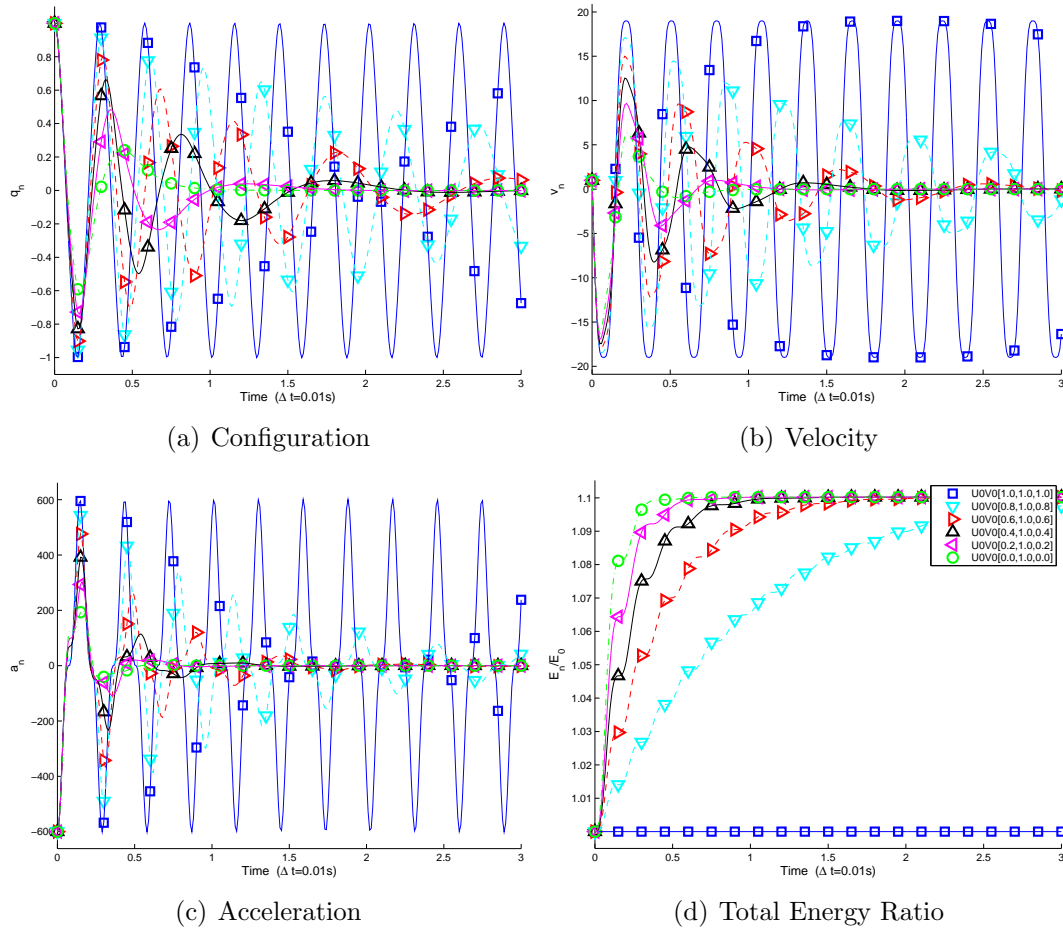 1
0.8
0.6
0.4
0.2
0
−0.2
−0.4
−0.6
−0.8
−1
q_n
0 0.5 1 1.5 2 2.5 3
Time (Δ t=0.01s)
(a) Configuration
20
15
10
5
0
−5
−10
−15
−20
v_n
0 0.5 1 1.5 2 2.5 3
Time (Δ t=0.01s)
(b) Velocity
600
400
200
0
−200
−400
−600
a_n
0 0.5 1 1.5 2 2.5 3
Time (Δ t=0.01s)
(c) Acceleration
1.1
1.09
1.08
1.07
1.06
1.05
1.04
1.03
1.02
1.01
1
E_n/E_0
U0V0[1.0,1.0,1.0]
U0V0[0.8,1.0,0.8]
U0V0[0.6,1.0,0.6]
U0V0[0.4,1.0,0.4]
U0V0[0.2,1.0,0.2]
U0V0[0.0,1.0,0.0]
0 0.5 1 1.5 2 2.5 3
Time (Δ t=0.01s)
(d) Total Energy Ratio